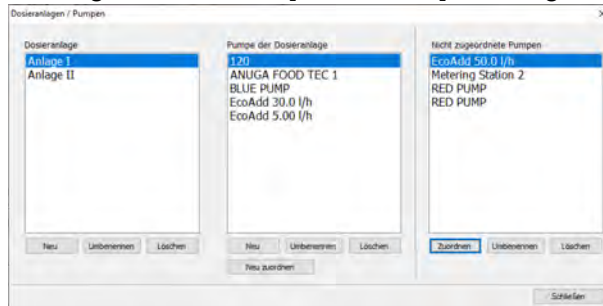 Dosieranlagen / Pumpen
Dosieranlage
Anlage I
Anlage II
Neu
Umbenennen
Löschen
Pumpe der Dosieranlage
120
ANUGA FOOD TEC 1
BLUE PUMP
EcoAdd 30.0 l/h
EcoAdd 5.00 l/h
Neu
Umbenennen
Löschen
Neu zuordnen
Nicht zugeordnete Pumpen
EcoAdd 50.0 l/h
Metering Station 2
RED PUMP
RED PUMP
Zuordnen
Umbenennen
Löschen
Schließen